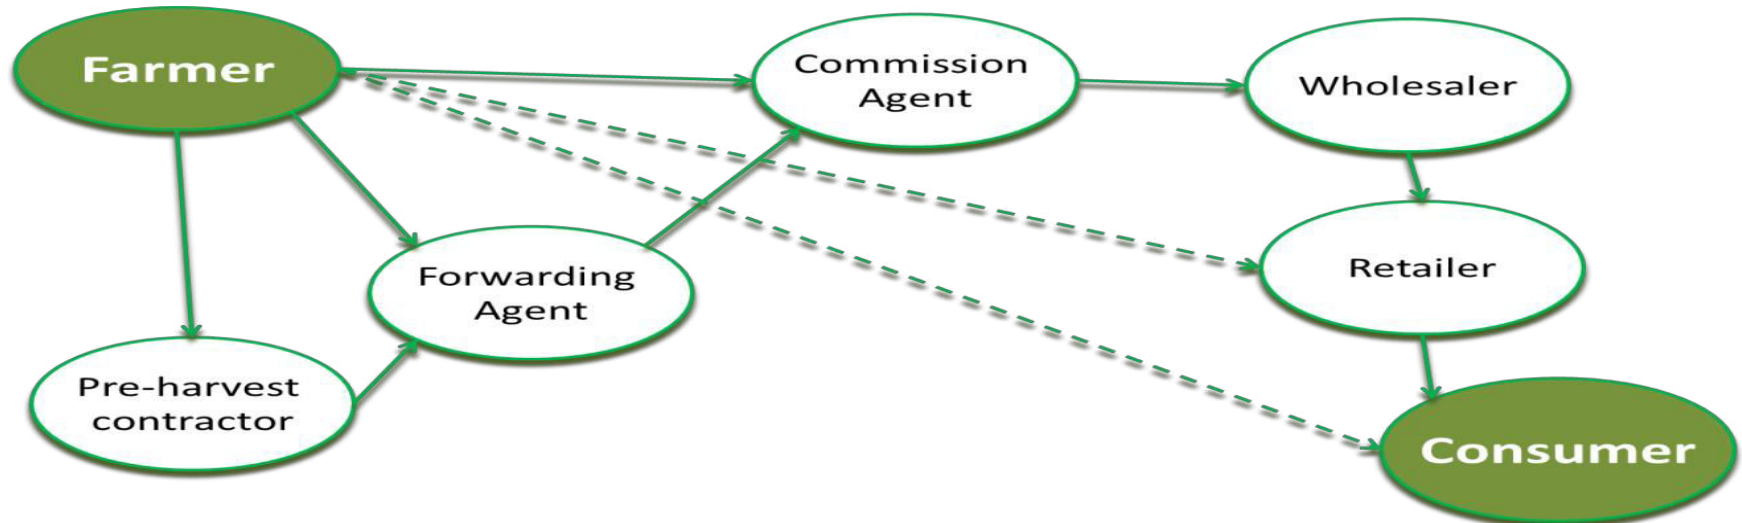 Farmer
Commission
Agent
Wholesaler
Forwarding
Agent
Retailer
Pre-harvest
contractor
Consumer